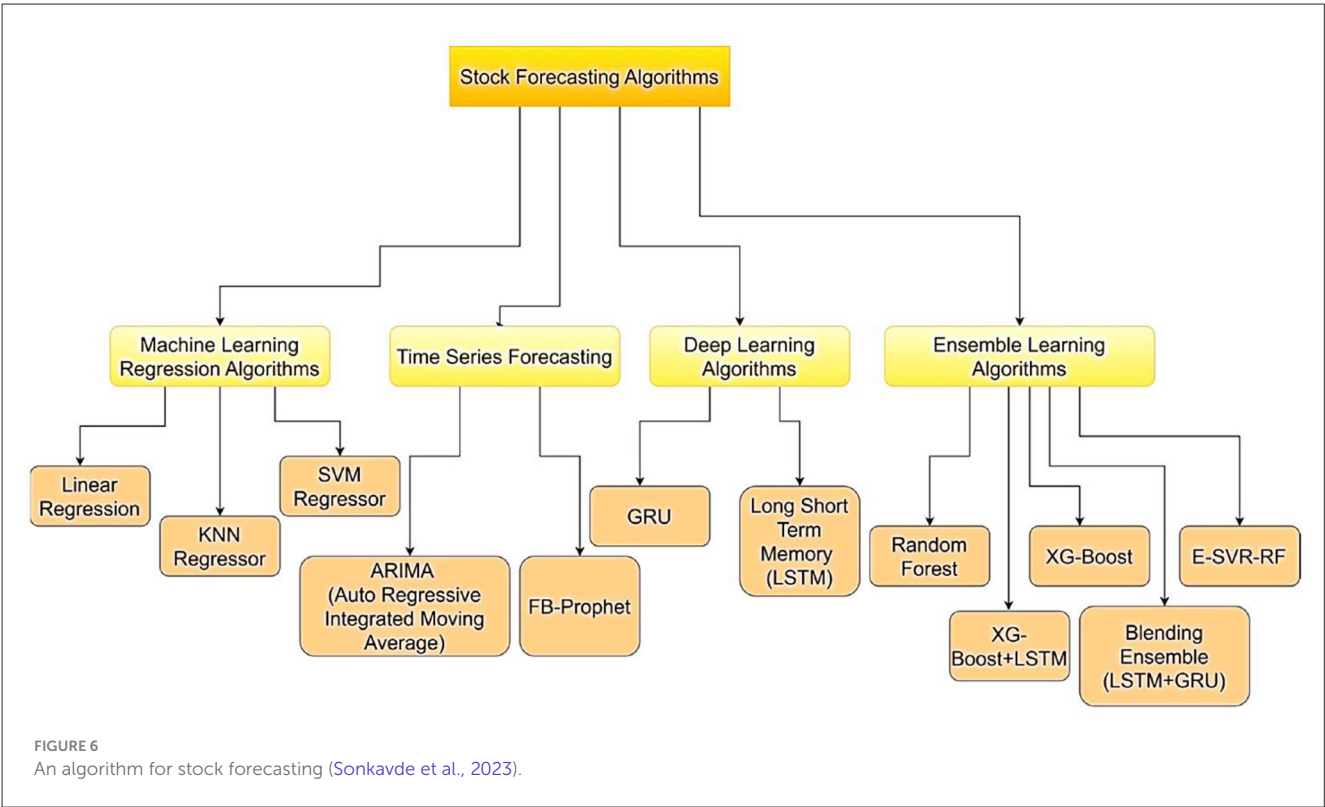 Stock Forecasting Algorithms
Machine Learning
Regression Algorithms
Time Series Forecasting
Deep Learning
Algorithms
Ensemble Learning
Algorithms
Linear
Regression
KNN
Regressor
SVM
Regressor
ARIMA
(Auto Regressive
Integrated Moving
Average)
FB-Prophet
GRU
Long Short
Term
Memory
(LSTM)
Random
Forest
XG-
Boost+LSTM
XG-Boost
Blending
Ensemble
(LSTM+GRU)
E-SVR-RF
FIGURE 6
An algorithm for stock forecasting (Sonkavde et al., 2023).